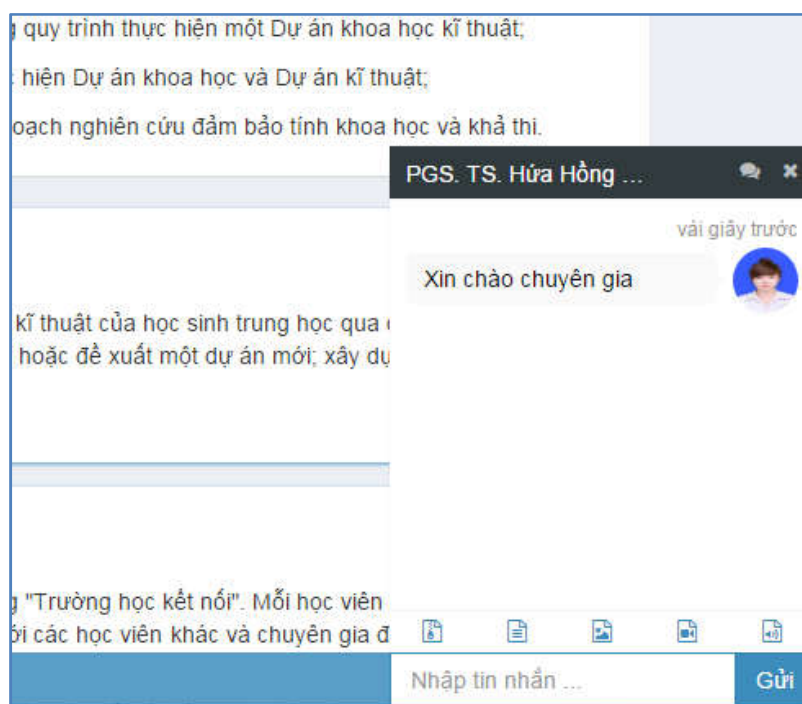 quy trình thực hiện một Dự án khoa học kĩ thuật;
hiện Dự án khoa học và Dự án kĩ thuật;
oạch nghiên cứu đảm bảo tính khoa học và khả thi.
PGS. TS. Hứa Hồng ...
vài giây trước
Xin chào chuyên gia
kĩ thuật của học sinh trung học qua
hoặc đề xuất một dự án mới; xây dự
"Trường học kết nối". Mỗi học viên
ới các học viên khác và chuyên gia đ
Nhập tin nhắn ...
Gửi